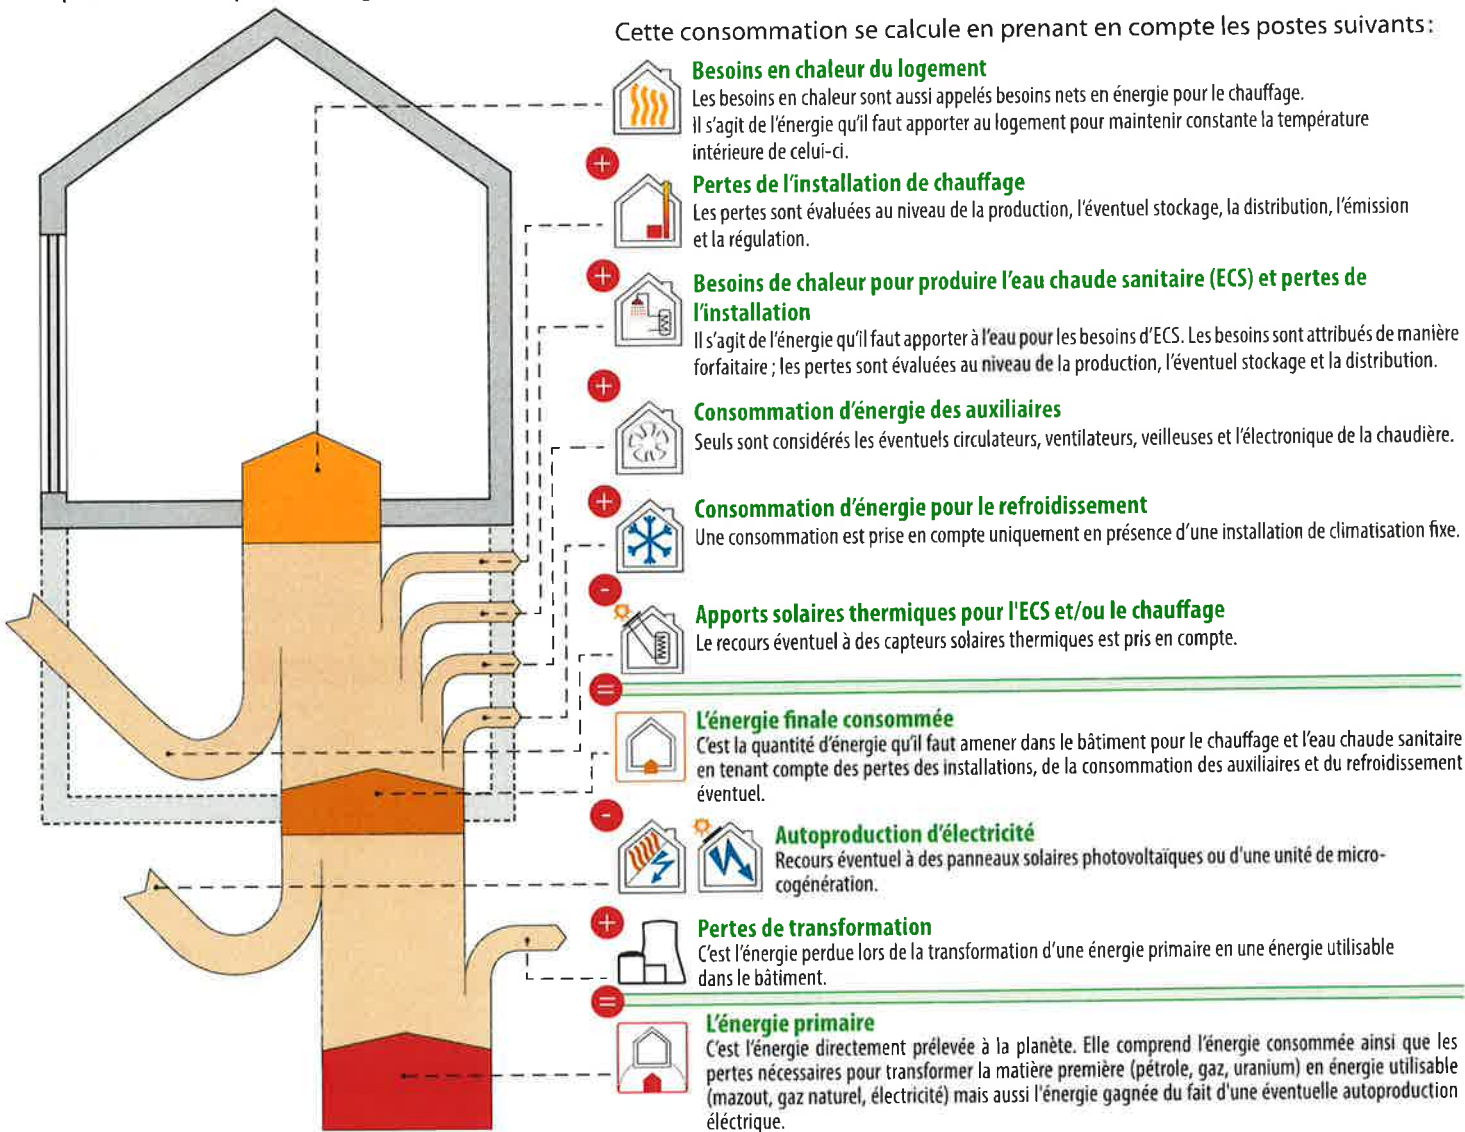 Cette consommation se calcule en prenant en compte les postes suivants :
Besoins en chaleur du logement
Les besoins en chaleur sont aussi appelés besoins nets en énergie pour le chauffage.
Il s'agit de l'énergie qu'il faut apporter au logement pour maintenir constante la température
intérieure de celui-ci.
+
Pertes de l'installation de chauffage
Les pertes sont évaluées au niveau de la production, l'éventuel stockage, la distribution, l'émission
et la régulation.
+
Besoins de chaleur pour produire l'eau chaude sanitaire (ECS) et pertes de
l'installation
Il s'agit de l'énergie qu'il faut apporter à l'eau pour les besoins d'ECS. Les besoins sont attribués de manière
forfaitaire ; les pertes sont évaluées au niveau de la production, l'éventuel stockage et la distribution.
+
Consommation d'énergie des auxiliaires
Seuls sont considérés les éventuels circulateurs, ventilateurs, veilleuses et l'électronique de la chaudière.
+
Consommation d'énergie pour le refroidissement
Une consommation est prise en compte uniquement en présence d'une installation de climatisation fixe.
-
Apports solaires thermiques pour l'ECS et/ou le chauffage
Le recours éventuel à des capteurs solaires thermiques est pris en compte.
=
L'énergie finale consommée
C'est la quantité d'énergie qu'il faut amener dans le bâtiment pour le chauffage et l'eau chaude sanitaire
en tenant compte des pertes des installations, de la consommation des auxiliaires et du refroidissement
éventuel.
-
Autoproduction d'électricité
Recours éventuel à des panneaux solaires photovoltaïques ou d'une unité de micro-
cogénération.
+
Pertes de transformation
C'est l'énergie perdue lors de la transformation d'une énergie primaire en une énergie utilisable
dans le bâtiment.
=
L'énergie primaire
C'est l'énergie directement prélevée à la planète. Elle comprend l'énergie consommée ainsi que les
pertes nécessaires pour transformer la matière première (pétrole, gaz, uranium) en énergie utilisable
(mazout, gaz naturel, électricité) mais aussi l'énergie gagnée du fait d'une éventuelle autoproduction
éléctrique.